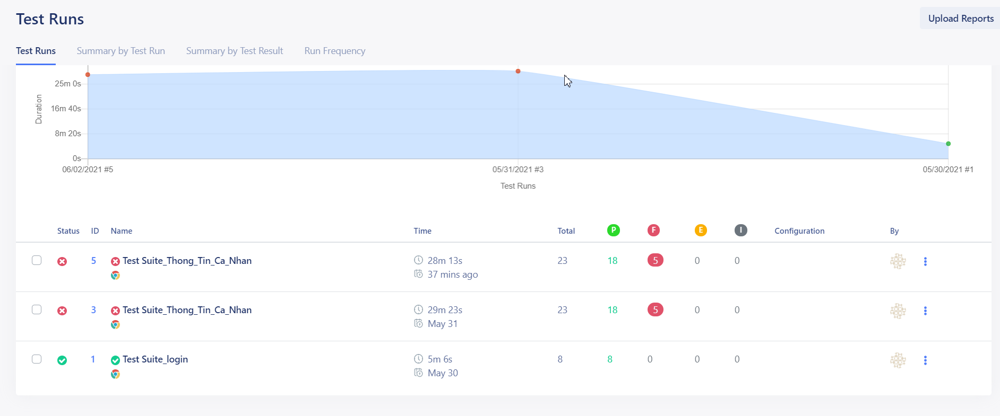 Test Runs
Upload Reports
Test Runs Summary by Test Run Summary by Test Result Run Frequency
Duration
25m 0s
16m 40s
8m 20s
0s
06/02/2021 #5 05/31/2021 #3 05/30/2021 #1
Test Runs
Status ID Name Time Total P F E I Configuration By
5 Test Suite_Thong_Tin_Ca_Nhan 28m 13s 23 18 5 0 0
37 mins ago
3 Test Suite_Thong_Tin_Ca_Nhan 29m 23s 23 18 5 0 0
May 31
1 Test Suite_login 5m 6s 8 8 0 0 0
May 30